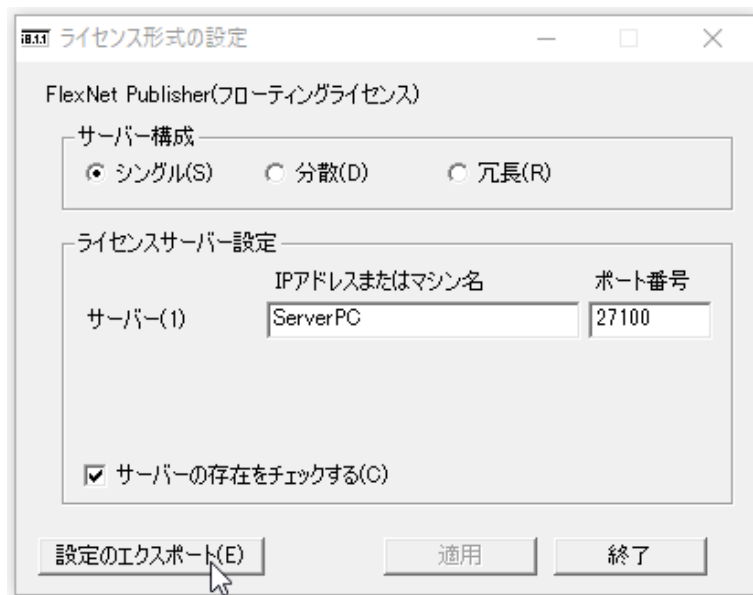 ライセンス形式の設定
FlexNet Publisher(フローティングライセンス)
サーバー構成
シングル(S) 分散(D) 冗長(R)
ライセンスサーバー設定
IPアドレスまたはマシン名 ポート番号
サーバー(1) ServerPC 27100
サーバーの存在をチェックする(C)
設定のエクスポート(E) 適用 終了